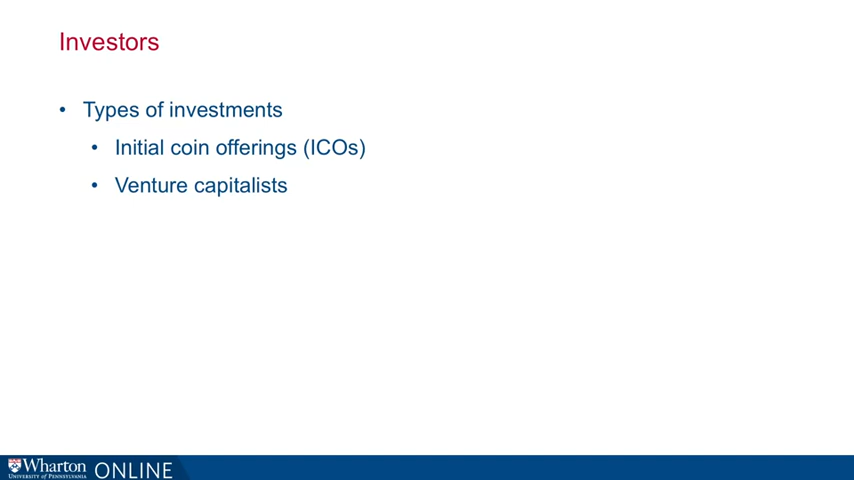 Investors
• Types of investments
• Initial coin offerings (ICOs)
• Venture capitalists
Wharton ONLINE
UNIVERSITY of PENNSYLVANIA